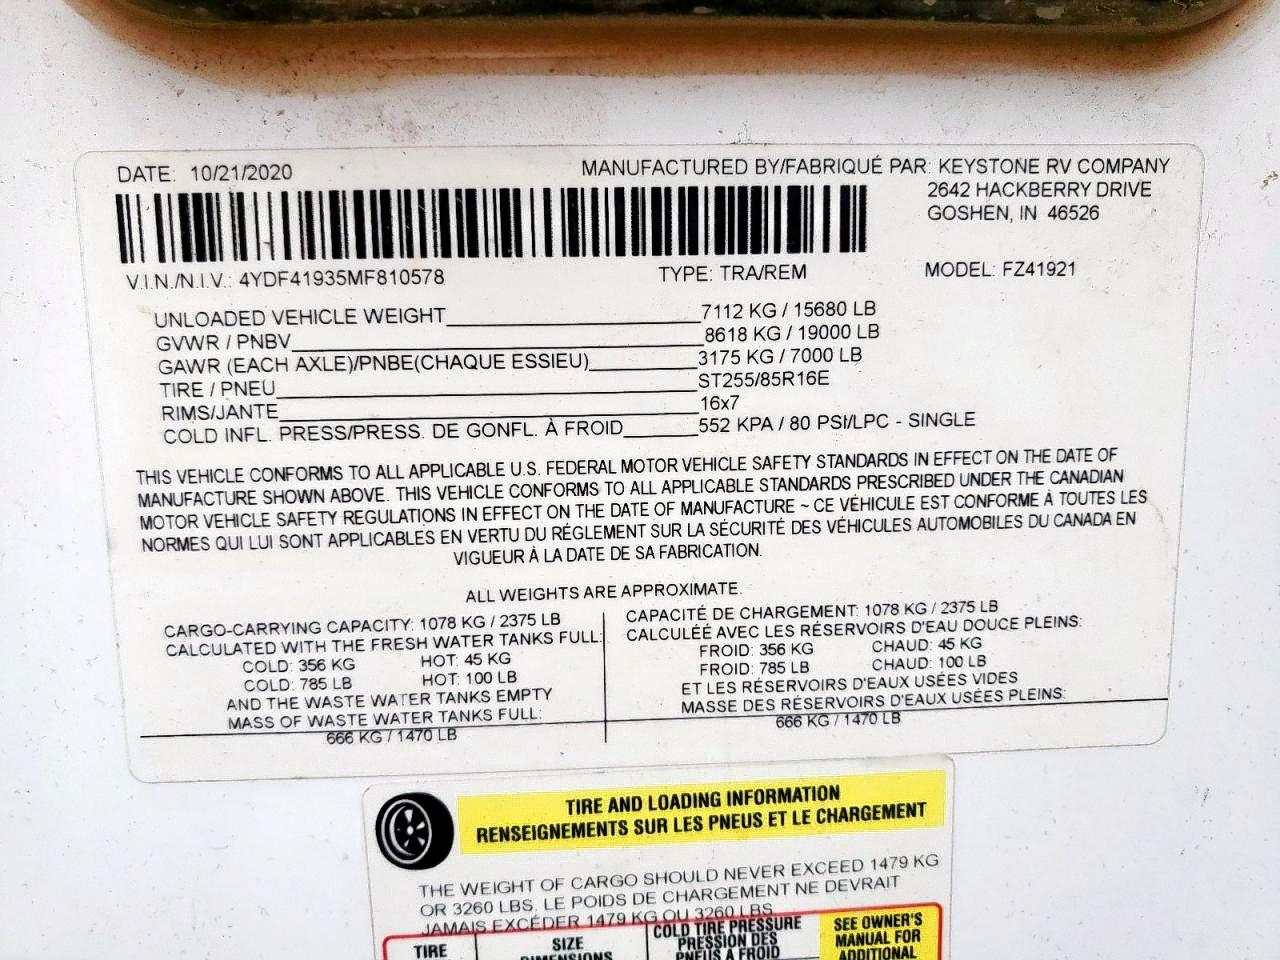 DATE: 10/21/2020
MANUFACTURED BY/FABRIQUÉ PAR: KEYSTONE RV COMPANY
2642 HACKBERRY DRIVE
GOSHEN, IN 46526
V.I.N./N.I.V.: 4YDF41935MF810578 TYPE: TRA/REM MODEL: FZ41921
UNLOADED VEHICLE WEIGHT 7112 KG / 15680 LB
GVWR / PNBV 8618 KG / 19000 LB
GAWR (EACH AXLE)/PNBE(CHAQUE ESSIEU) 3175 KG / 7000 LB
TIRE / PNEU ST255/85R16E
RIMS/JANTE 16x7
COLD INFL. PRESS/PRESS. DE GONFL. À FROID 552 KPA / 80 PSI/LPC - SINGLE
THIS VEHICLE CONFORMS TO ALL APPLICABLE U.S. FEDERAL MOTOR VEHICLE SAFETY STANDARDS IN EFFECT ON THE DATE OF
MANUFACTURE SHOWN ABOVE. THIS VEHICLE CONFORMS TO ALL APPLICABLE STANDARDS PRESCRIBED UNDER THE CANADIAN
MOTOR VEHICLE SAFETY REGULATIONS IN EFFECT ON THE DATE OF MANUFACTURE ~ CE VÉHICULE EST CONFORME À TOUTES LES
NORMES QUI LUI SONT APPLICABLES EN VERTU DU RÉGLEMENT SUR LA SÉCURITÉ DES VÉHICULES AUTOMOBILES DU CANADA EN
VIGUEUR À LA DATE DE SA FABRICATION.
ALL WEIGHTS ARE APPROXIMATE.
CARGO-CARRYING CAPACITY: 1078 KG / 2375 LB
CALCULATED WITH THE FRESH WATER TANKS FULL:
COLD: 356 KG HOT: 45 KG
COLD: 785 LB HOT: 100 LB
AND THE WASTE WATER TANKS EMPTY
MASS OF WASTE WATER TANKS FULL:
666 KG / 1470 LB
CAPACITÉ DE CHARGEMENT: 1078 KG / 2375 LB
CALCULÉE AVEC LES RÉSERVOIRS D'EAU DOUCE PLEINS:
FROID: 356 KG CHAUD: 45 KG
FROID: 785 LB CHAUD: 100 LB
ET LES RÉSERVOIRS D'EAUX USÉES VIDES
MASSE DES RÉSERVOIRS D'EAUX USÉES PLEINS:
666 KG / 1470 LB
TIRE AND LOADING INFORMATION
RENSEIGNEMENTS SUR LES PNEUS ET LE CHARGEMENT
THE WEIGHT OF CARGO SHOULD NEVER EXCEED 1479 KG
OR 3260 LBS. LE POIDS DE CHARGEMENT NE DEVRAIT
JAMAIS EXCÉDER 1479 KG OU 3260 LBS
TIRE
SIZE
DIMENSIONS
COLD TIRE PRESSURE
PRESSION DES
PNEUS A FROID
SEE OWNER'S
MANUAL FOR
ADDITIONAL